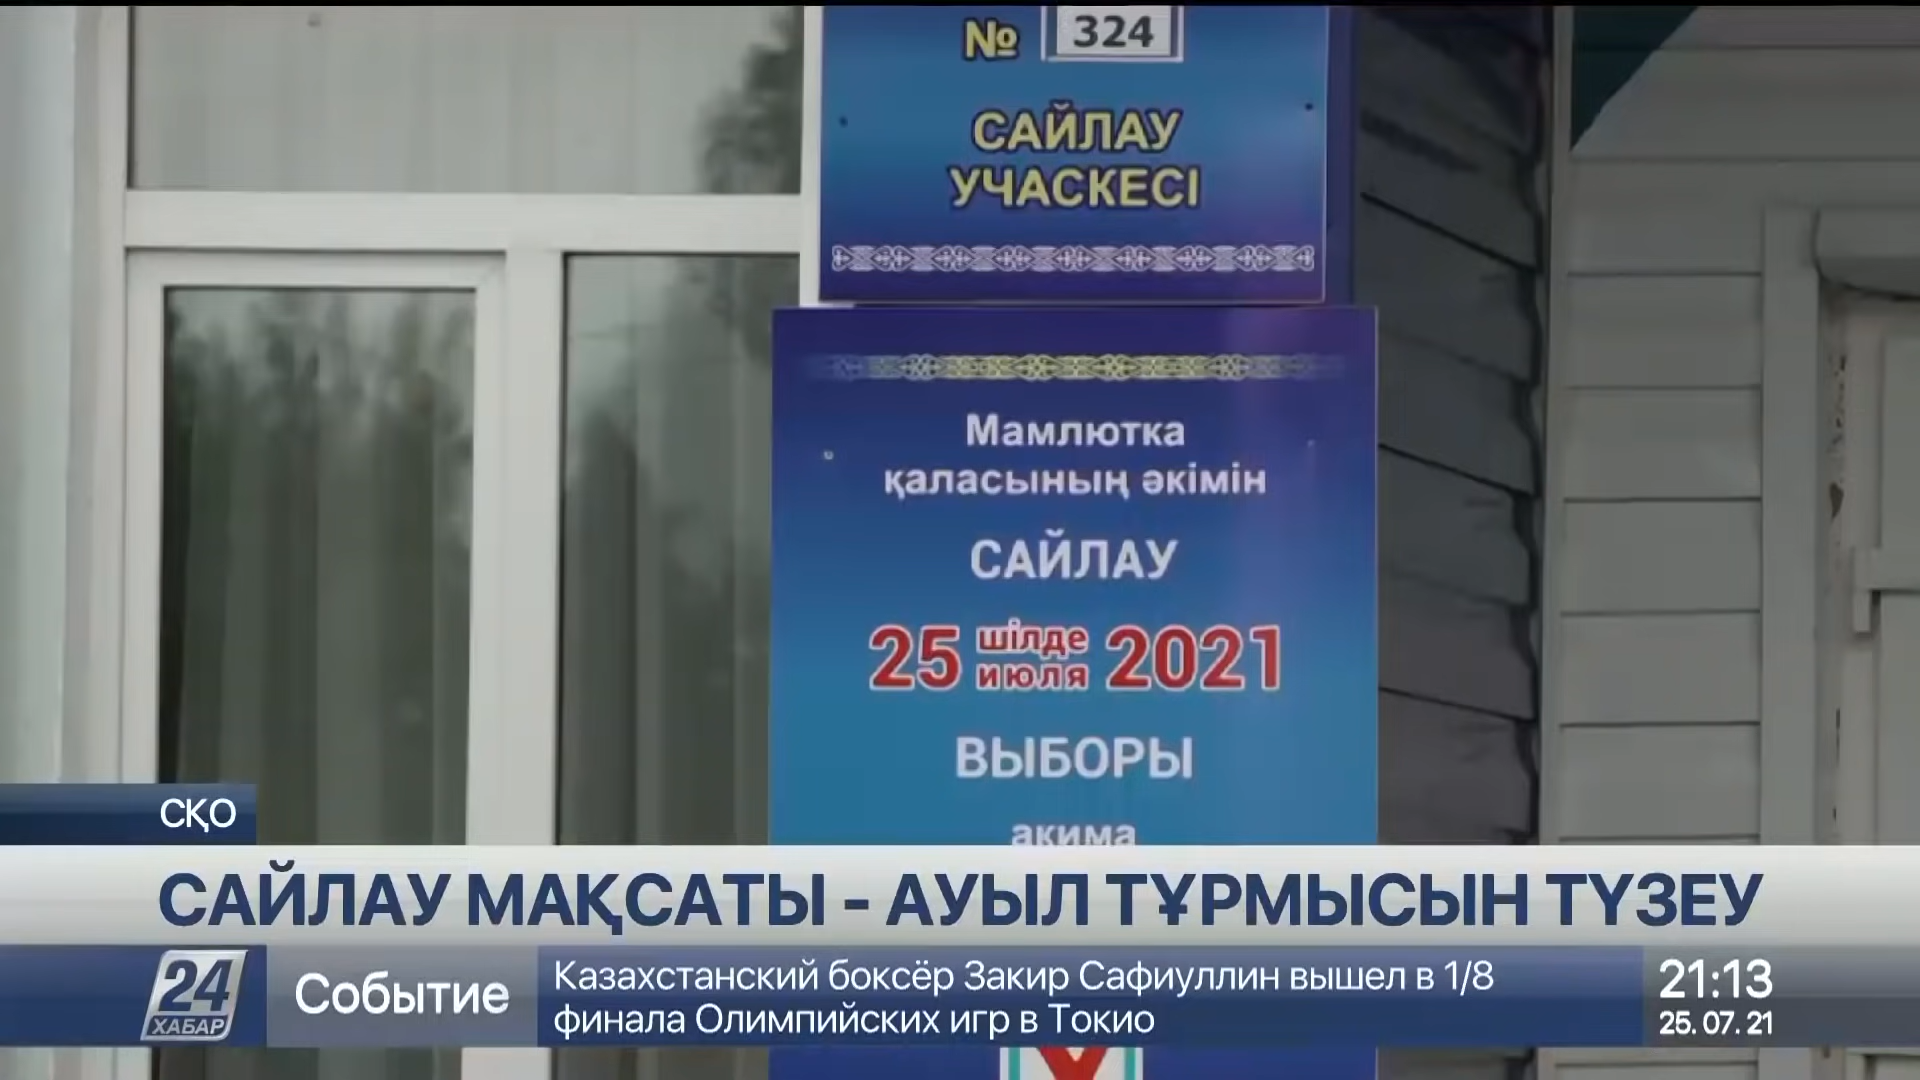 № 324
САЙЛАУ
УЧАСКЕСІ
Мамлютка
қаласының әкімін
САЙЛАУ
25 шілде июля 2021
ВЫБОРЫ
акима
СҚО
САЙЛАУ МАҚСАТЫ - АУЫЛ ТҰРМЫСЫН ТҮЗЕУ
24
ХАБАР
Событие
Казахстанский боксёр Закир Сафиуллин вышел в 1/8
финала Олимпийских игр в Токио
21:13
25. 07. 21